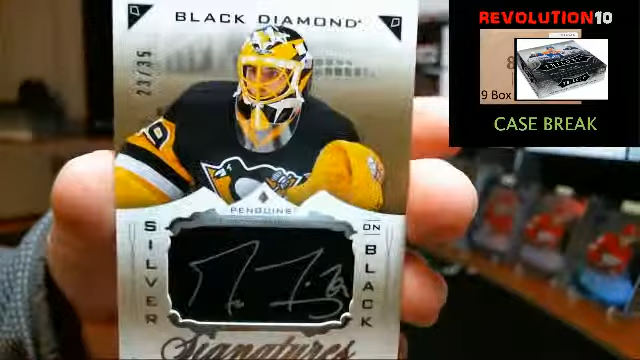 BLACK DIAMOND
23/35
PENGUINS
SILVER
ON
BLACK
Signatures
REVOLUTION10
9 Box
CASE BREAK